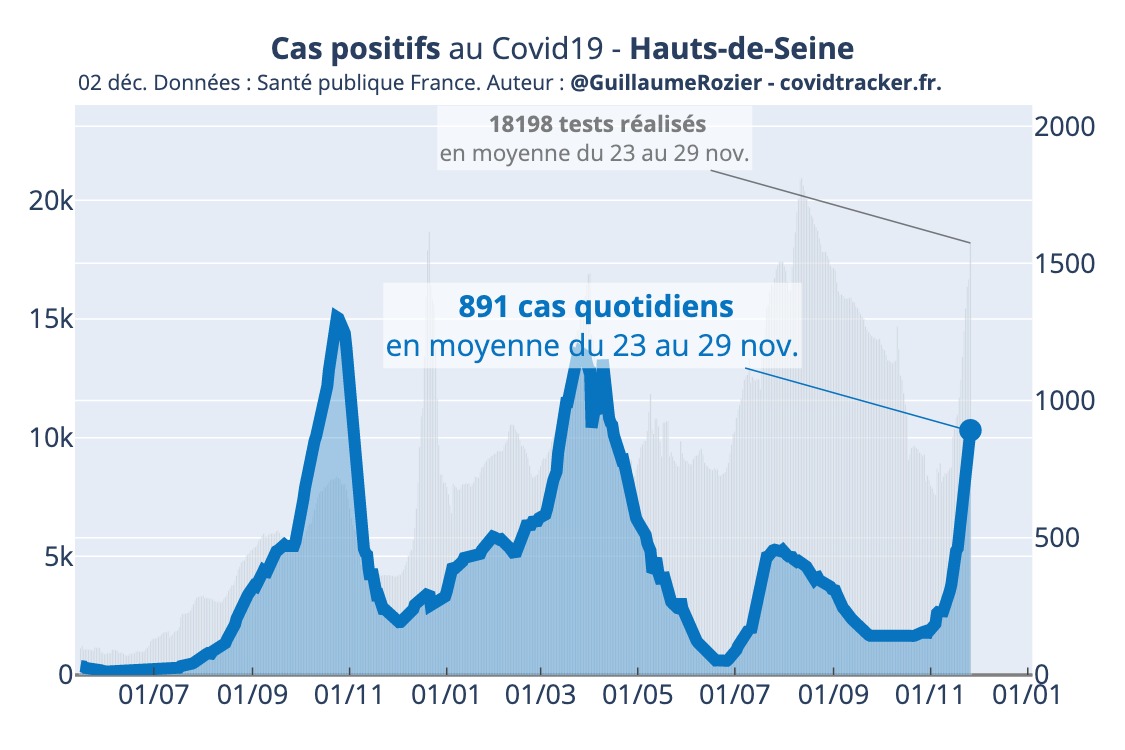 Cas positifs au Covid19 - Hauts-de-Seine
02 déc. Données : Santé publique France. Auteur : @GuillaumeRozier - covidtracker.fr.
18198 tests réalisés
en moyenne du 23 au 29 nov.
2000
20k
1500
891 cas quotidiens
15k
en moyenne du 23 au 29 nov.
1000
10k
500
5k
0
0
01/07 01/09 01/11 01/01 01/03 01/05 01/07 01/09 01/11 01/01